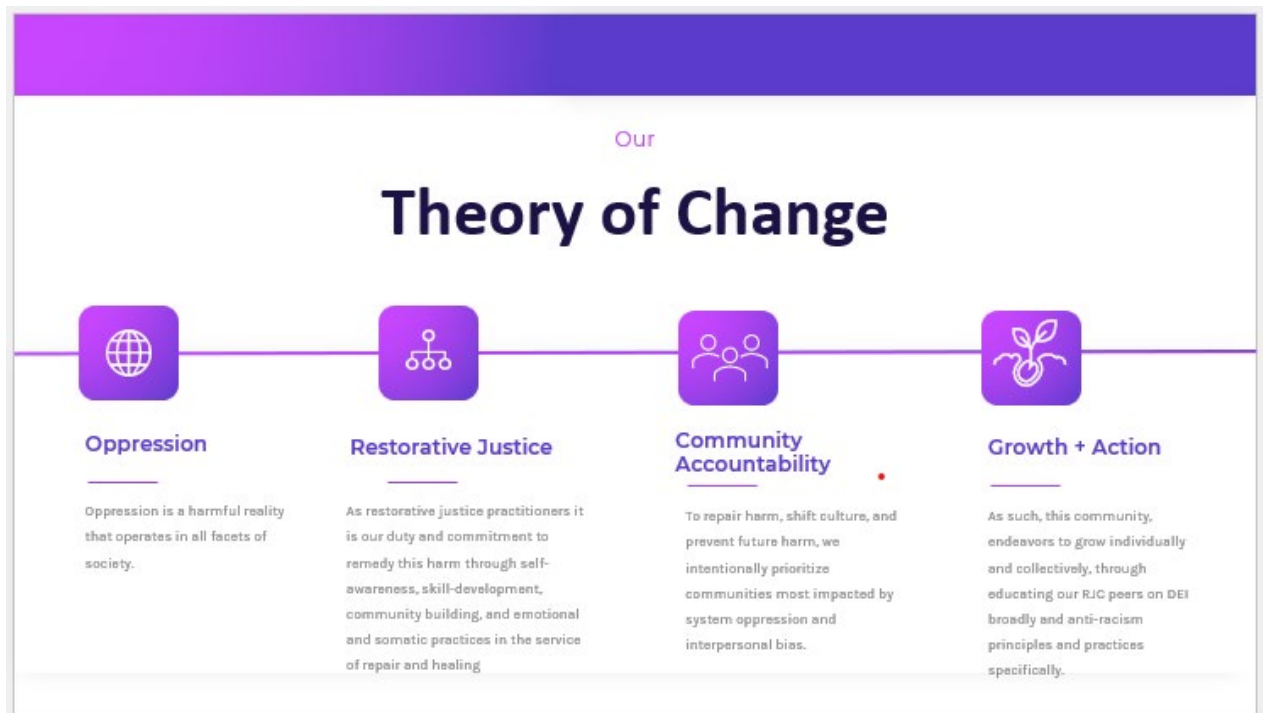 Our
Theory of Change
Oppression
Oppression is a harmful reality
that operates in all facets of
society.
Restorative Justice
As restorative justice practitioners it
is our duty and commitment to
remedy this harm through self-
awareness, skill-development,
community building, and emotional
and somatic practices in the service
of repair and healing
Community
Accountability
To repair harm, shift culture, and
prevent future harm, we
intentionally prioritize
communities most impacted by
system oppression and
interpersonal bias.
Growth + Action
As such, this community,
endeavors to grow individually
and collectively, through
educating our RJC peers on DEI
broadly and anti-racism
principles and practices
specifically.